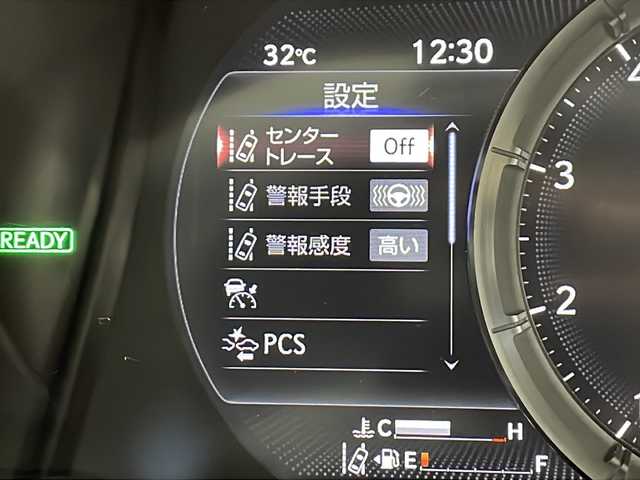 32℃ 12:30
設定
センター
トレース Off
警報手段
警報感度 高い
READY
PCS
3
2
C H
E F